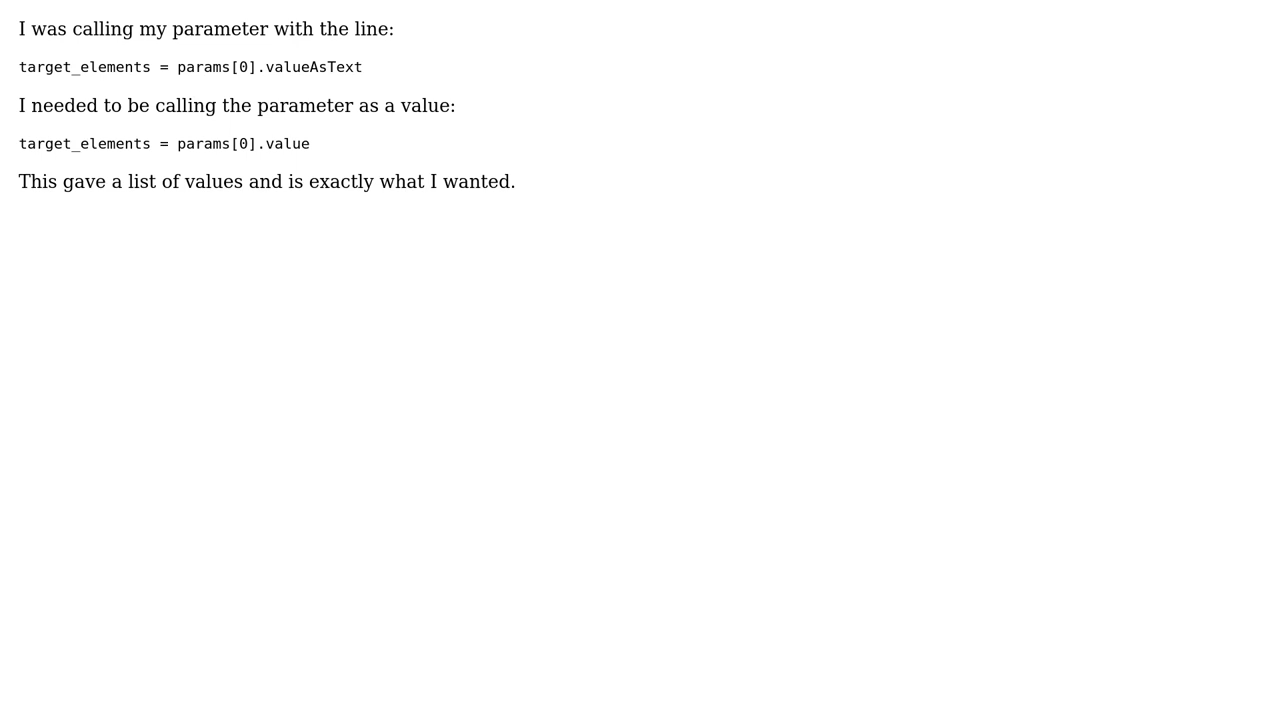 I was calling my parameter with the line:
target_elements = params[0].valueAsText
I needed to be calling the parameter as a value:
target_elements = params[0].value
This gave a list of values and is exactly what I wanted.